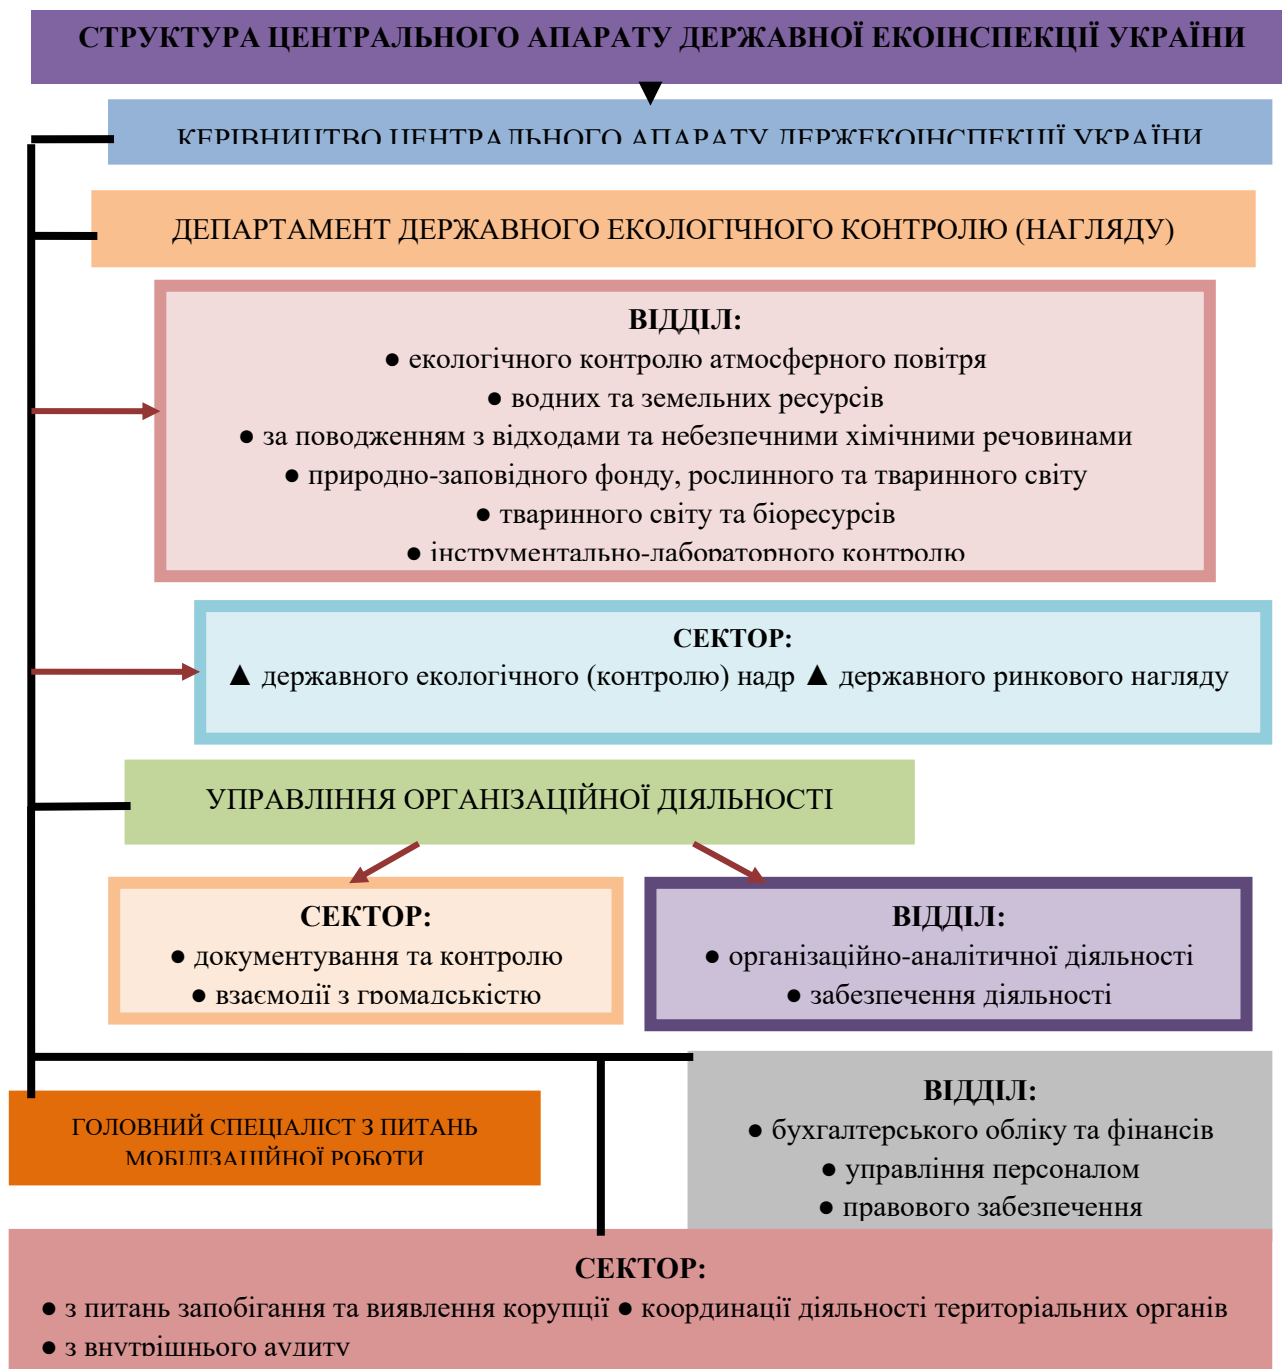 СТРУКТУРА ЦЕНТРАЛЬНОГО АПАРАТУ ДЕРЖАВНОЇ ЕКОІНСПЕКЦІЇ УКРАЇНИ
КЕРІВНИЦТВО ЦЕНТРАЛЬНОГО АПАРАТУ ДЕРЖЕКОІНСПЕКЦІЇ УКРАЇНИ
ДЕПАРТАМЕНТ ДЕРЖАВНОГО ЕКОЛОГІЧНОГО КОНТРОЛЮ (НАГЛЯДУ)
ВІДДІЛ:
● екологічного контролю атмосферного повітря
● водних та земельних ресурсів
● за поводженням з відходами та небезпечними хімічними речовинами
● природно-заповідного фонду, рослинного та тваринного світу
● тваринного світу та біоресурсів
● інструментально-лабораторного контролю
СЕКТОР:
▲ державного екологічного (контролю) надр ▲ державного ринкового нагляду
УПРАВЛІННЯ ОРГАНІЗАЦІЙНОЇ ДІЯЛЬНОСТІ
СЕКТОР:
● документування та контролю
● взаємодії з громадськістю
ВІДДІЛ:
● організаційно-аналітичної діяльності
● забезпечення діяльності
ГОЛОВНИЙ СПЕЦІАЛІСТ З ПИТАНЬ
МОБІЛІЗАЦІЙНОЇ РОБОТИ
ВІДДІЛ:
● бухгалтерського обліку та фінансів
● управління персоналом
● правового забезпечення
СЕКТОР:
● з питань запобігання та виявлення корупції ● координації діяльності територіальних органів
● з внутрішнього аудиту